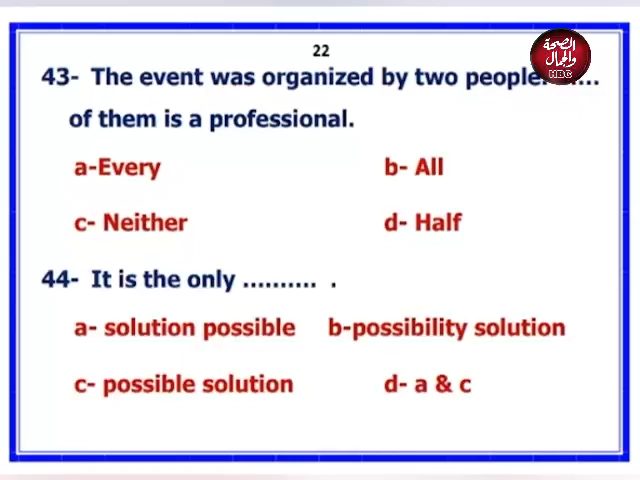 22
الصحة
والجمال
HBG
43- The event was organized by two people. ......
of them is a professional.
a-Every b- All
c- Neither d- Half
44- It is the only .......... .
a- solution possible b-possibility solution
c- possible solution d- a & c